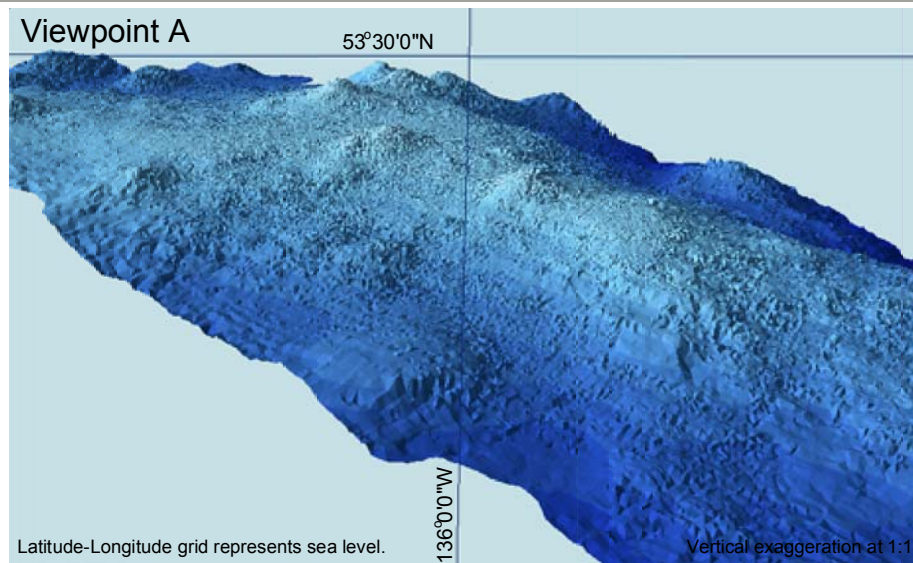 Viewpoint A
53°30'0"N
136°0'0"W
Latitude-Longitude grid represents sea level.
Vertical exaggeration at 1:1